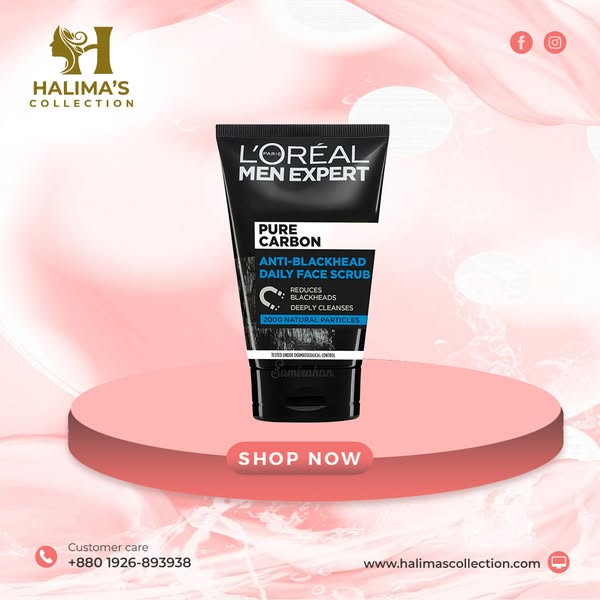 HALIMA'S
COLLECTION
L'ORÉAL
PARIS
MEN EXPERT
PURE
CARBON
ANTI-BLACKHEAD
DAILY FACE SCRUB
REDUCES
BLACKHEADS
DEEPLY CLEANSES
2000 NATURAL PARTICLES
TESTED UNDER DERMATOLOGICAL CONTROL
Samirahan
SHOP NOW
Customer care
+880 1926-893938
www.halimascollection.com